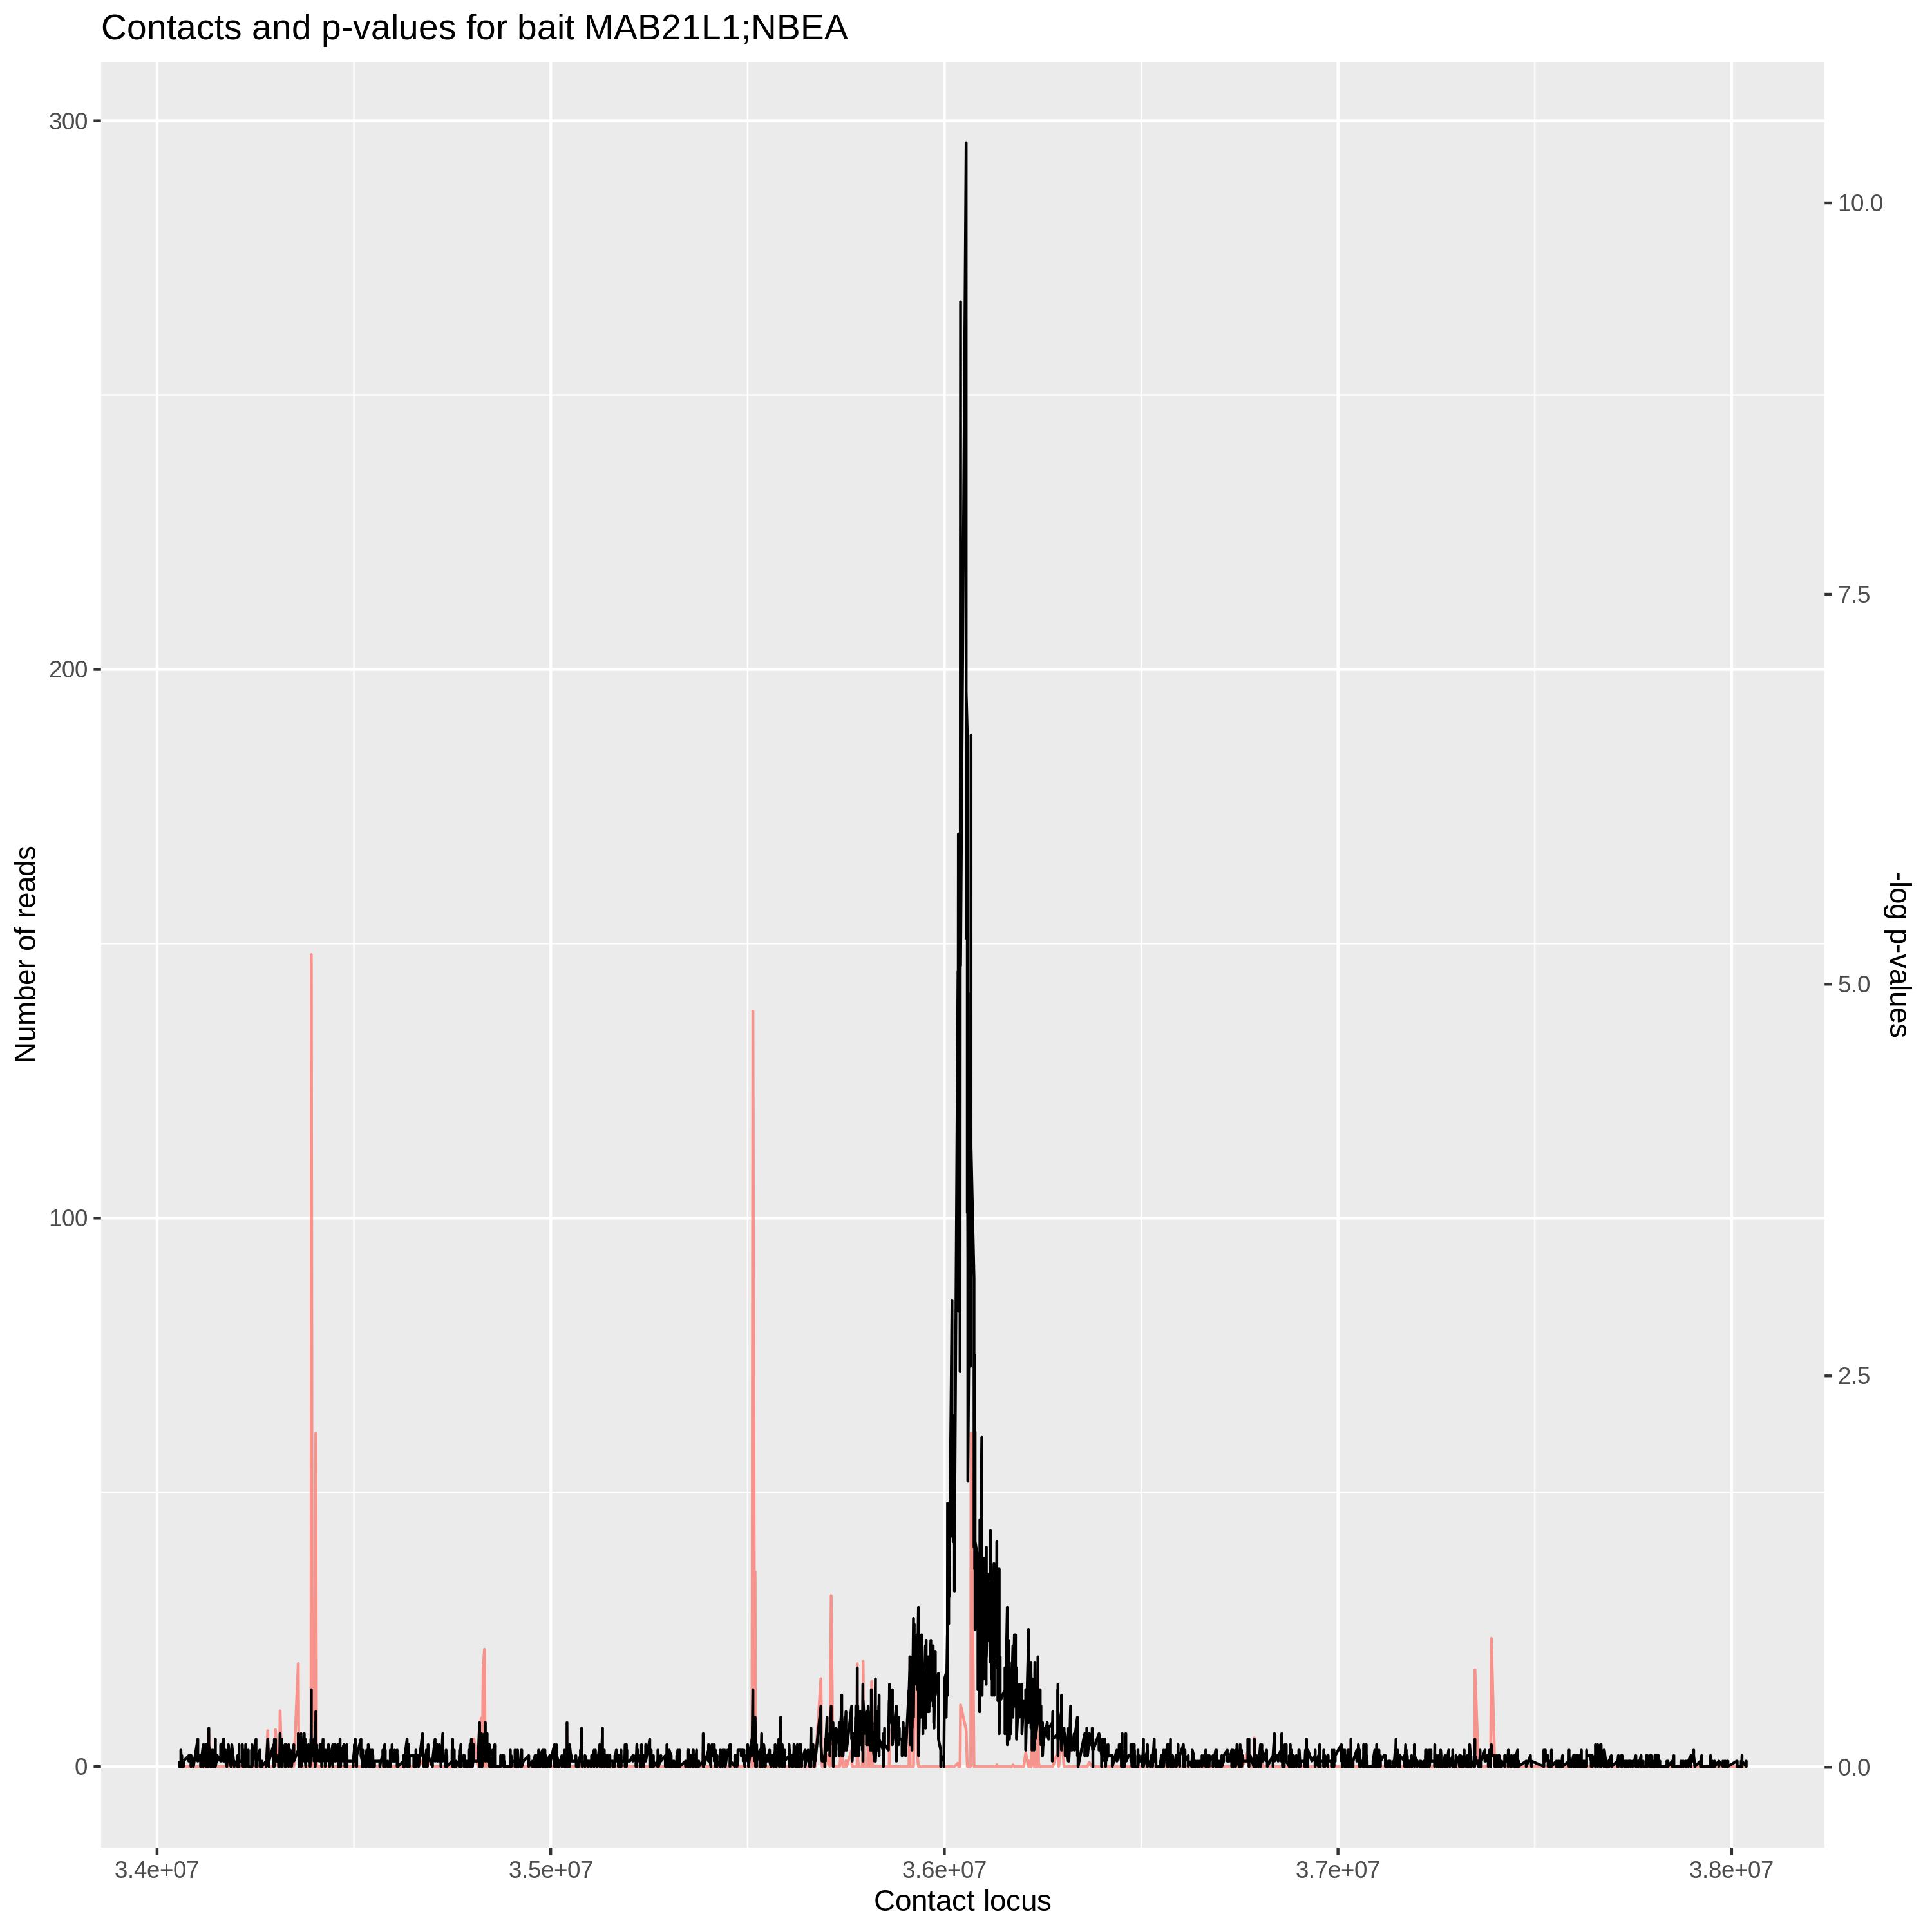 Contacts and p-values for bait MAB21L1;NBEA
300
200
100
0
Number of reads
10.0
7.5
5.0
2.5
0.0
-log p-values
3.4e+07 3.5e+07 3.6e+07 3.7e+07 3.8e+07
Contact locus